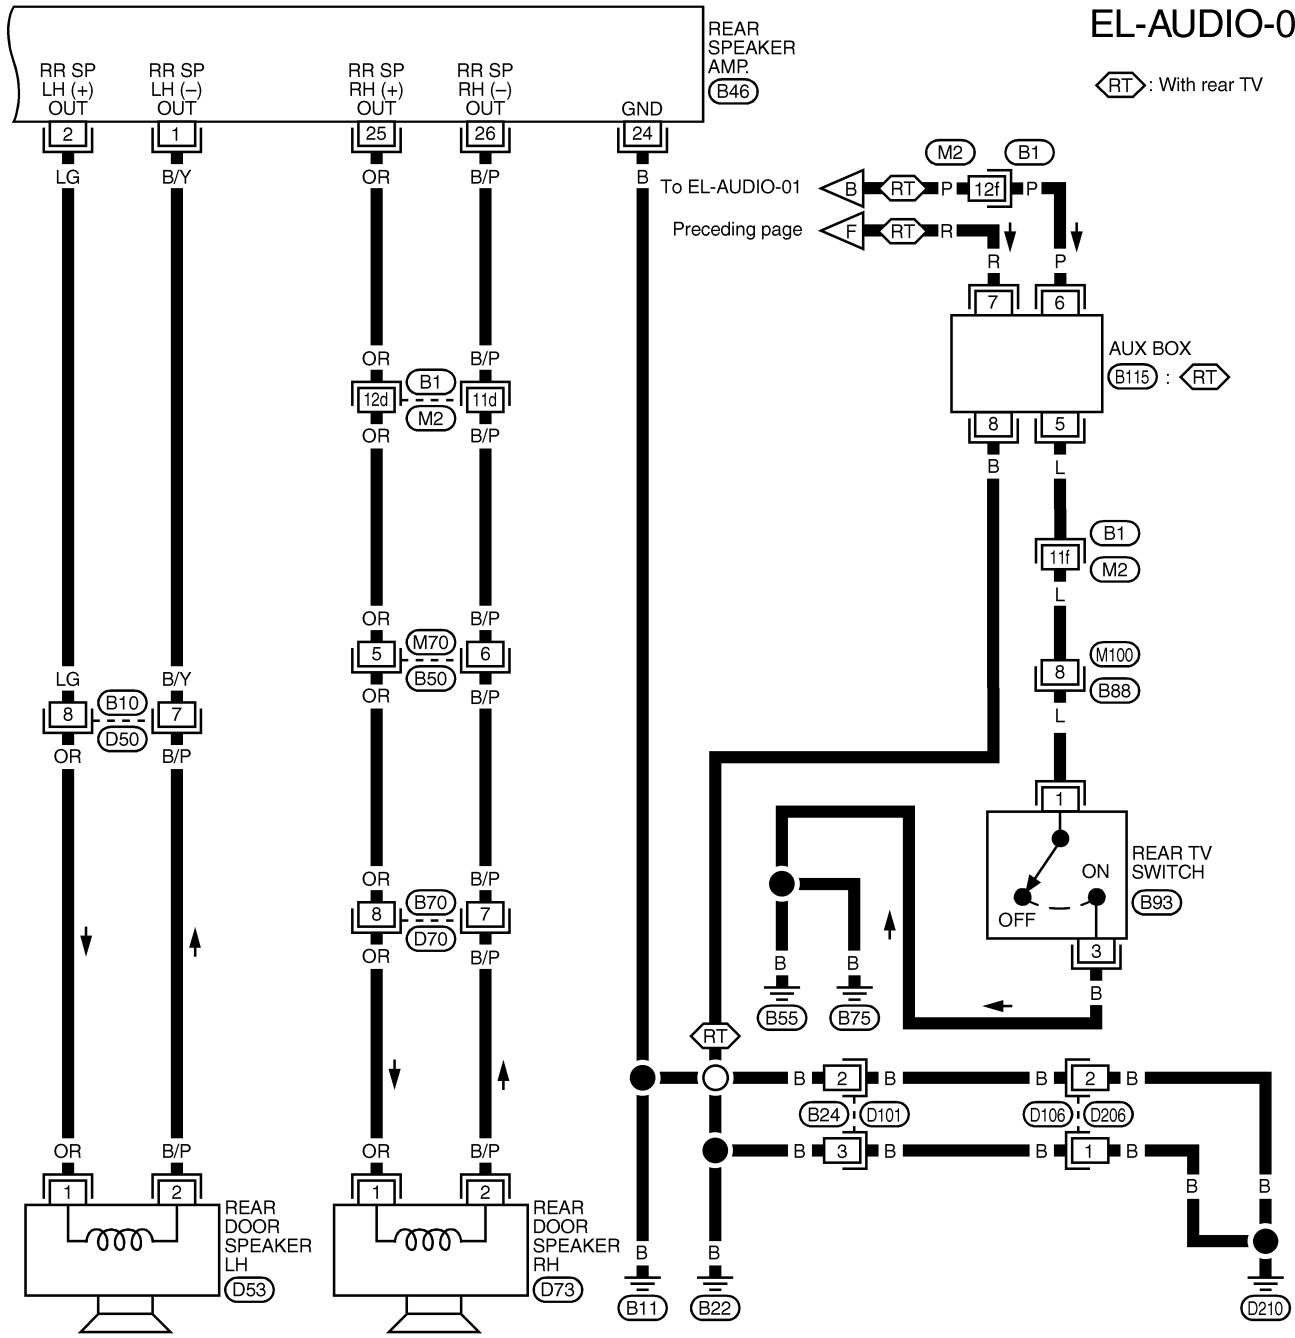 EL-AUDIO-0
RT : With rear TV
REAR
SPEAKER
AMP.
B46
RR SP
LH (+)
OUT
RR SP
LH (–)
OUT
RR SP
RH (+)
OUT
RR SP
RH (–)
OUT
GND
2
1
25
26
24
LG
B/Y
OR
B/P
B
M2
B1
To EL-AUDIO-01
B
RT
P
12f
P
Preceding page
F
RT
R
R
P
7
6
AUX BOX
B115 : RT
8
5
B
L
OR
B/P
12d
B1
M2
11d
OR
B/P
B1
11f
M2
L
OR
B/P
5
M70
B50
6
OR
B/P
M100
8
B88
L
LG
B/Y
8
B10
D50
7
OR
B/P
1
REAR TV
SWITCH
B93
ON
OFF
3
B
OR
B/P
8
B70
D70
7
OR
B/P
B
B
B55
B75
RT
B
2
B
B
2
B
B24
D101
D106
D206
B
3
B
B
1
B
B
B
OR
B/P
OR
B/P
1
2
1
2
REAR
DOOR
SPEAKER
LH
D53
REAR
DOOR
SPEAKER
RH
D73
B
B
B11
B22
D210